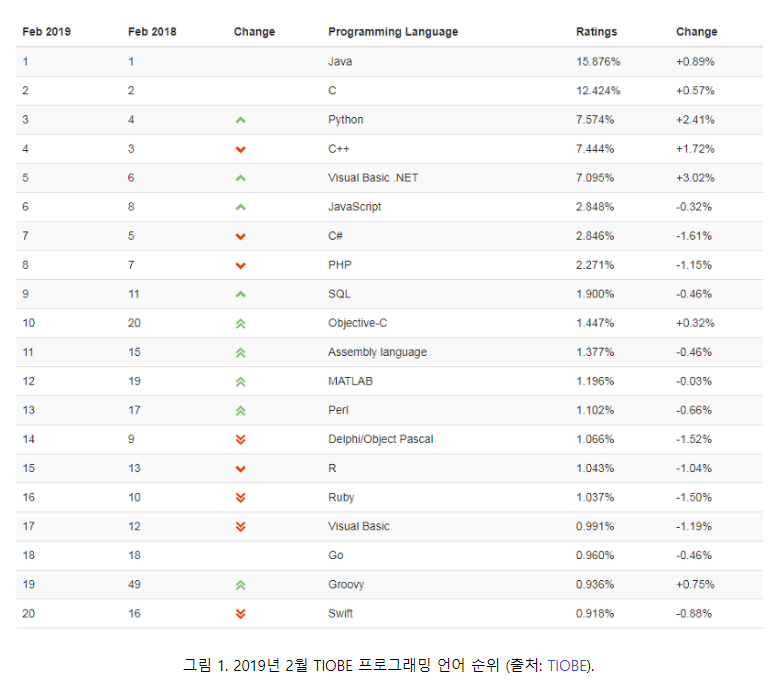 Feb 2019 Feb 2018 Change Programming Language Ratings Change
1 1 Java 15.876% +0.89%
2 2 C 12.424% +0.57%
3 4 Python 7.574% +2.41%
4 3 C++ 7.444% +1.72%
5 6 Visual Basic .NET 7.095% +3.02%
6 8 JavaScript 2.848% -0.32%
7 5 C# 2.846% -1.61%
8 7 PHP 2.271% -1.15%
9 11 SQL 1.900% -0.46%
10 20 Objective-C 1.447% +0.32%
11 15 Assembly language 1.377% -0.46%
12 19 MATLAB 1.196% -0.03%
13 17 Perl 1.102% -0.66%
14 9 Delphi/Object Pascal 1.066% -1.52%
15 13 R 1.043% -1.04%
16 10 Ruby 1.037% -1.50%
17 12 Visual Basic 0.991% -1.19%
18 18 Go 0.960% -0.46%
19 49 Groovy 0.936% +0.75%
20 16 Swift 0.918% -0.88%
그림 1. 2019년 2월 TIOBE 프로그래밍 언어 순위 (출처: TIOBE).